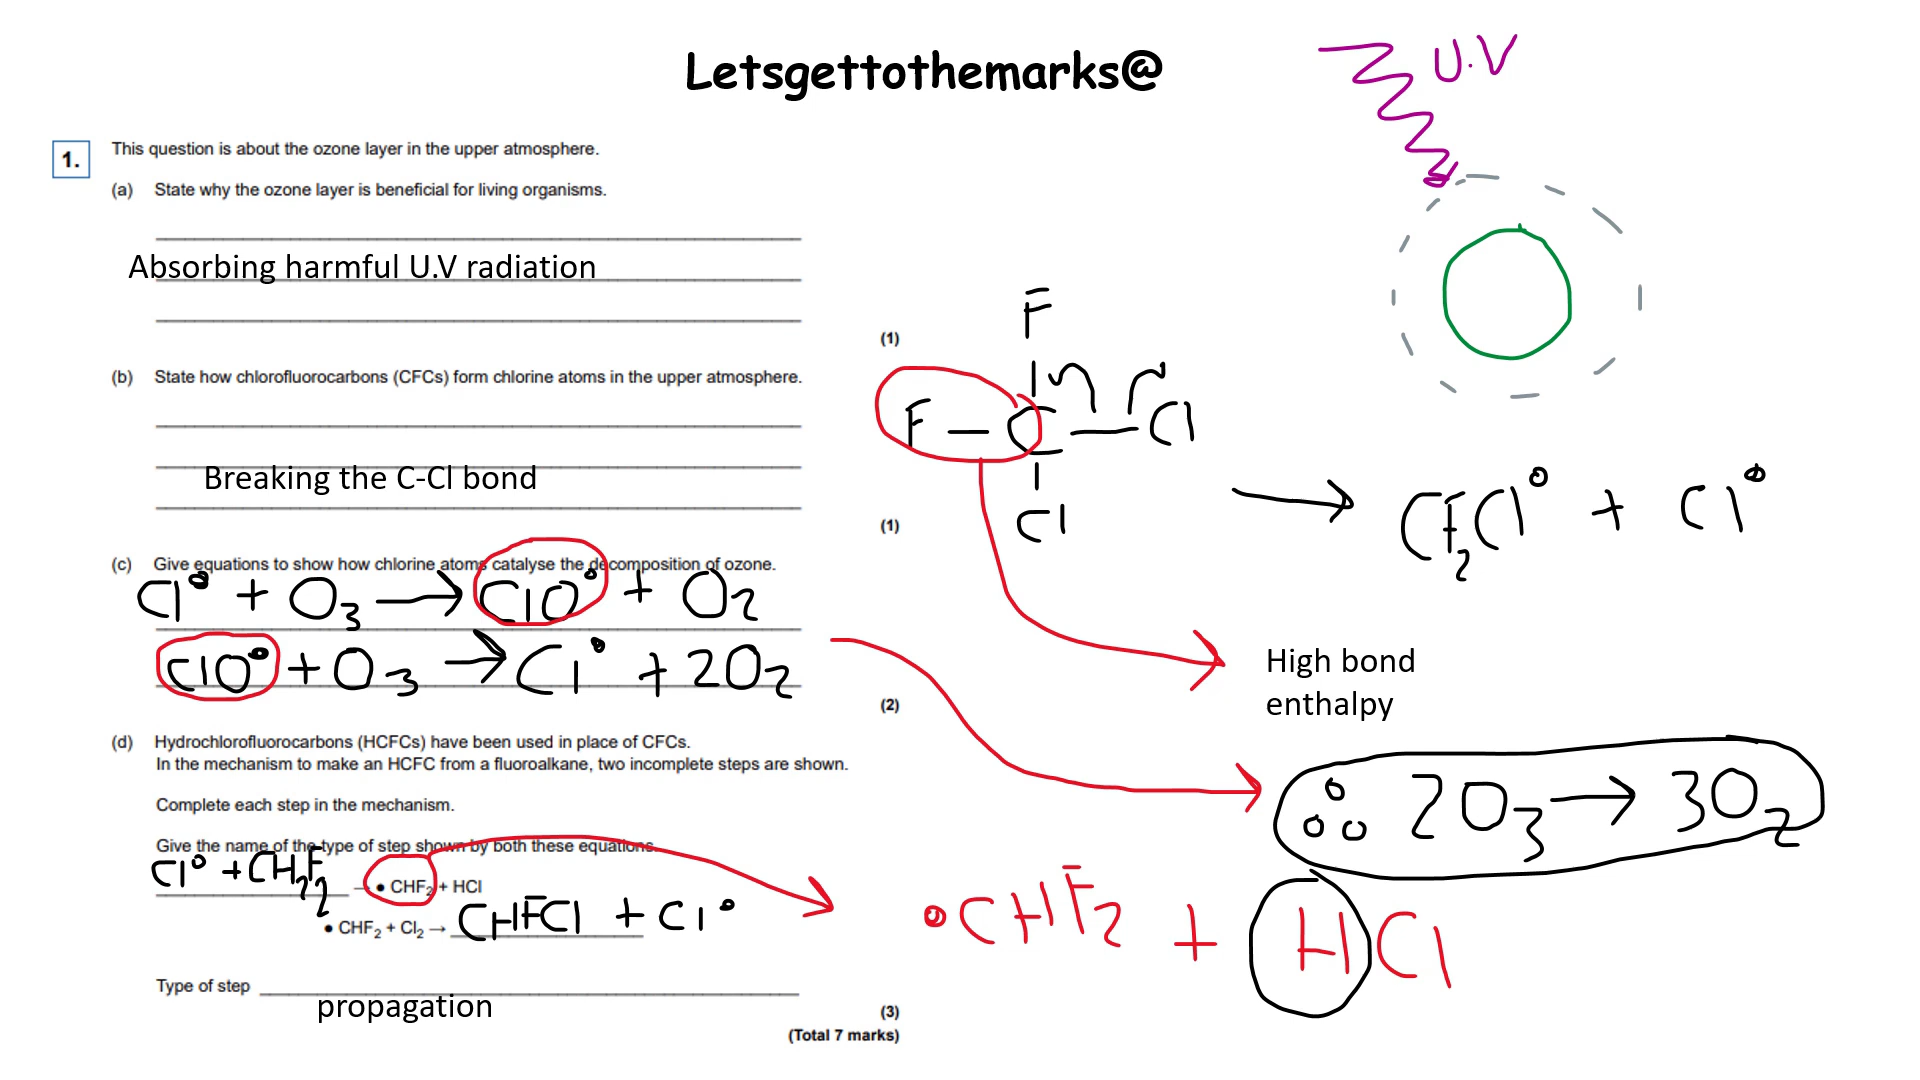 Letsgettothemarks@
U.V
1. This question is about the ozone layer in the upper atmosphere.
(a) State why the ozone layer is beneficial for living organisms.
Absorbing harmful U.V radiation
(1)
(b) State how chlorofluorocarbons (CFCs) form chlorine atoms in the upper atmosphere.
Breaking the C-Cl bond
(1)
F
F – C – Cl
Cl
→ CF₂Cl• + Cl•
(c) Give equations to show how chlorine atoms catalyse the decomposition of ozone.
Cl• + O₃ → ClO• + O₂
ClO• + O₃ → Cl• + 2O₂
(2)
High bond
enthalpy
∴ 2O₃ → 3O₂
(d) Hydrochlorofluorocarbons (HCFCs) have been used in place of CFCs.
In the mechanism to make an HCFC from a fluoroalkane, two incomplete steps are shown.
Complete each step in the mechanism.
Give the name of the type of step shown by both these equations.
Cl• + CH₂F₂ → • CHF₂ + HCl
• CHF₂ + Cl₂ → CHFCl + Cl•
•CHF₂ + HCl
Type of step propagation
(3)
(Total 7 marks)